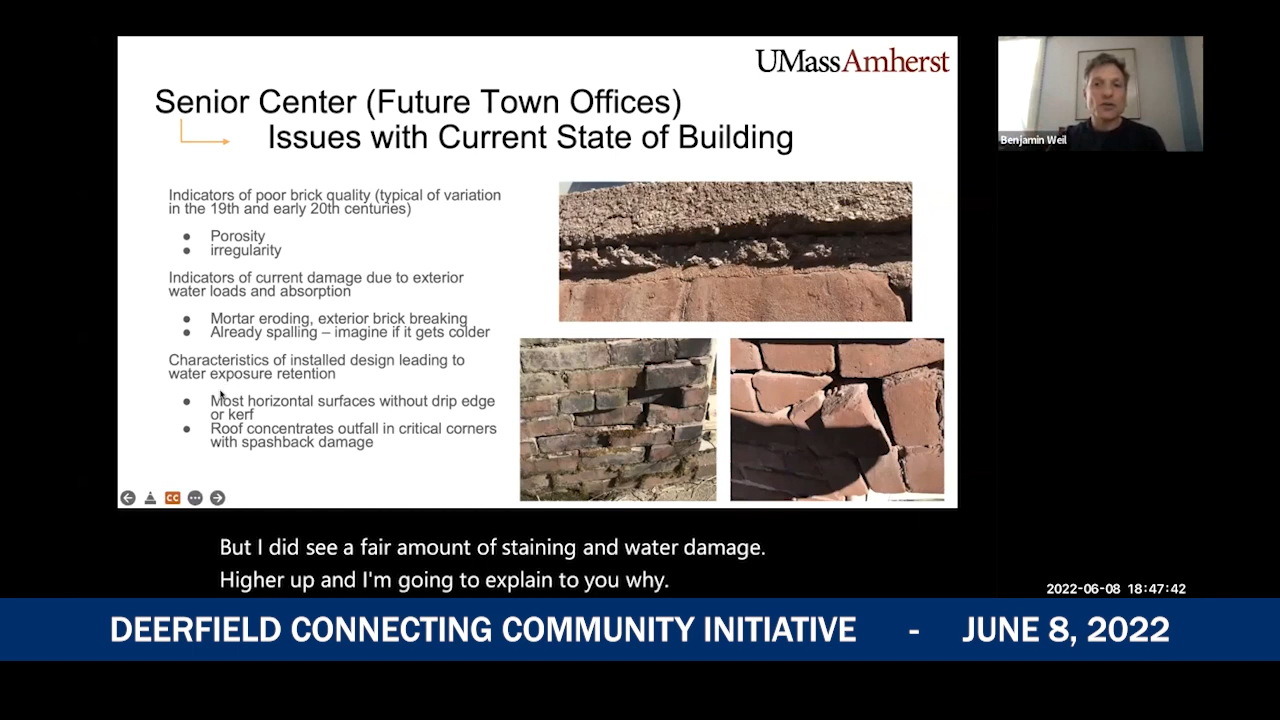 UMassAmherst
Senior Center (Future Town Offices)
Issues with Current State of Building
Indicators of poor brick quality (typical of variation
in the 19th and early 20th centuries)
● Porosity
● irregularity
Indicators of current damage due to exterior
water loads and absorption
● Mortar eroding, exterior brick breaking
● Already spalling – imagine if it gets colder
Characteristics of installed design leading to
water exposure retention
● Most horizontal surfaces without drip edge
or kerf
● Roof concentrates outfall in critical corners
with spashback damage
CC
Benjamin Weil
But I did see a fair amount of staining and water damage.
Higher up and I'm going to explain to you why.
2022-06-08 18:47:42
DEERFIELD CONNECTING COMMUNITY INITIATIVE - JUNE 8, 2022